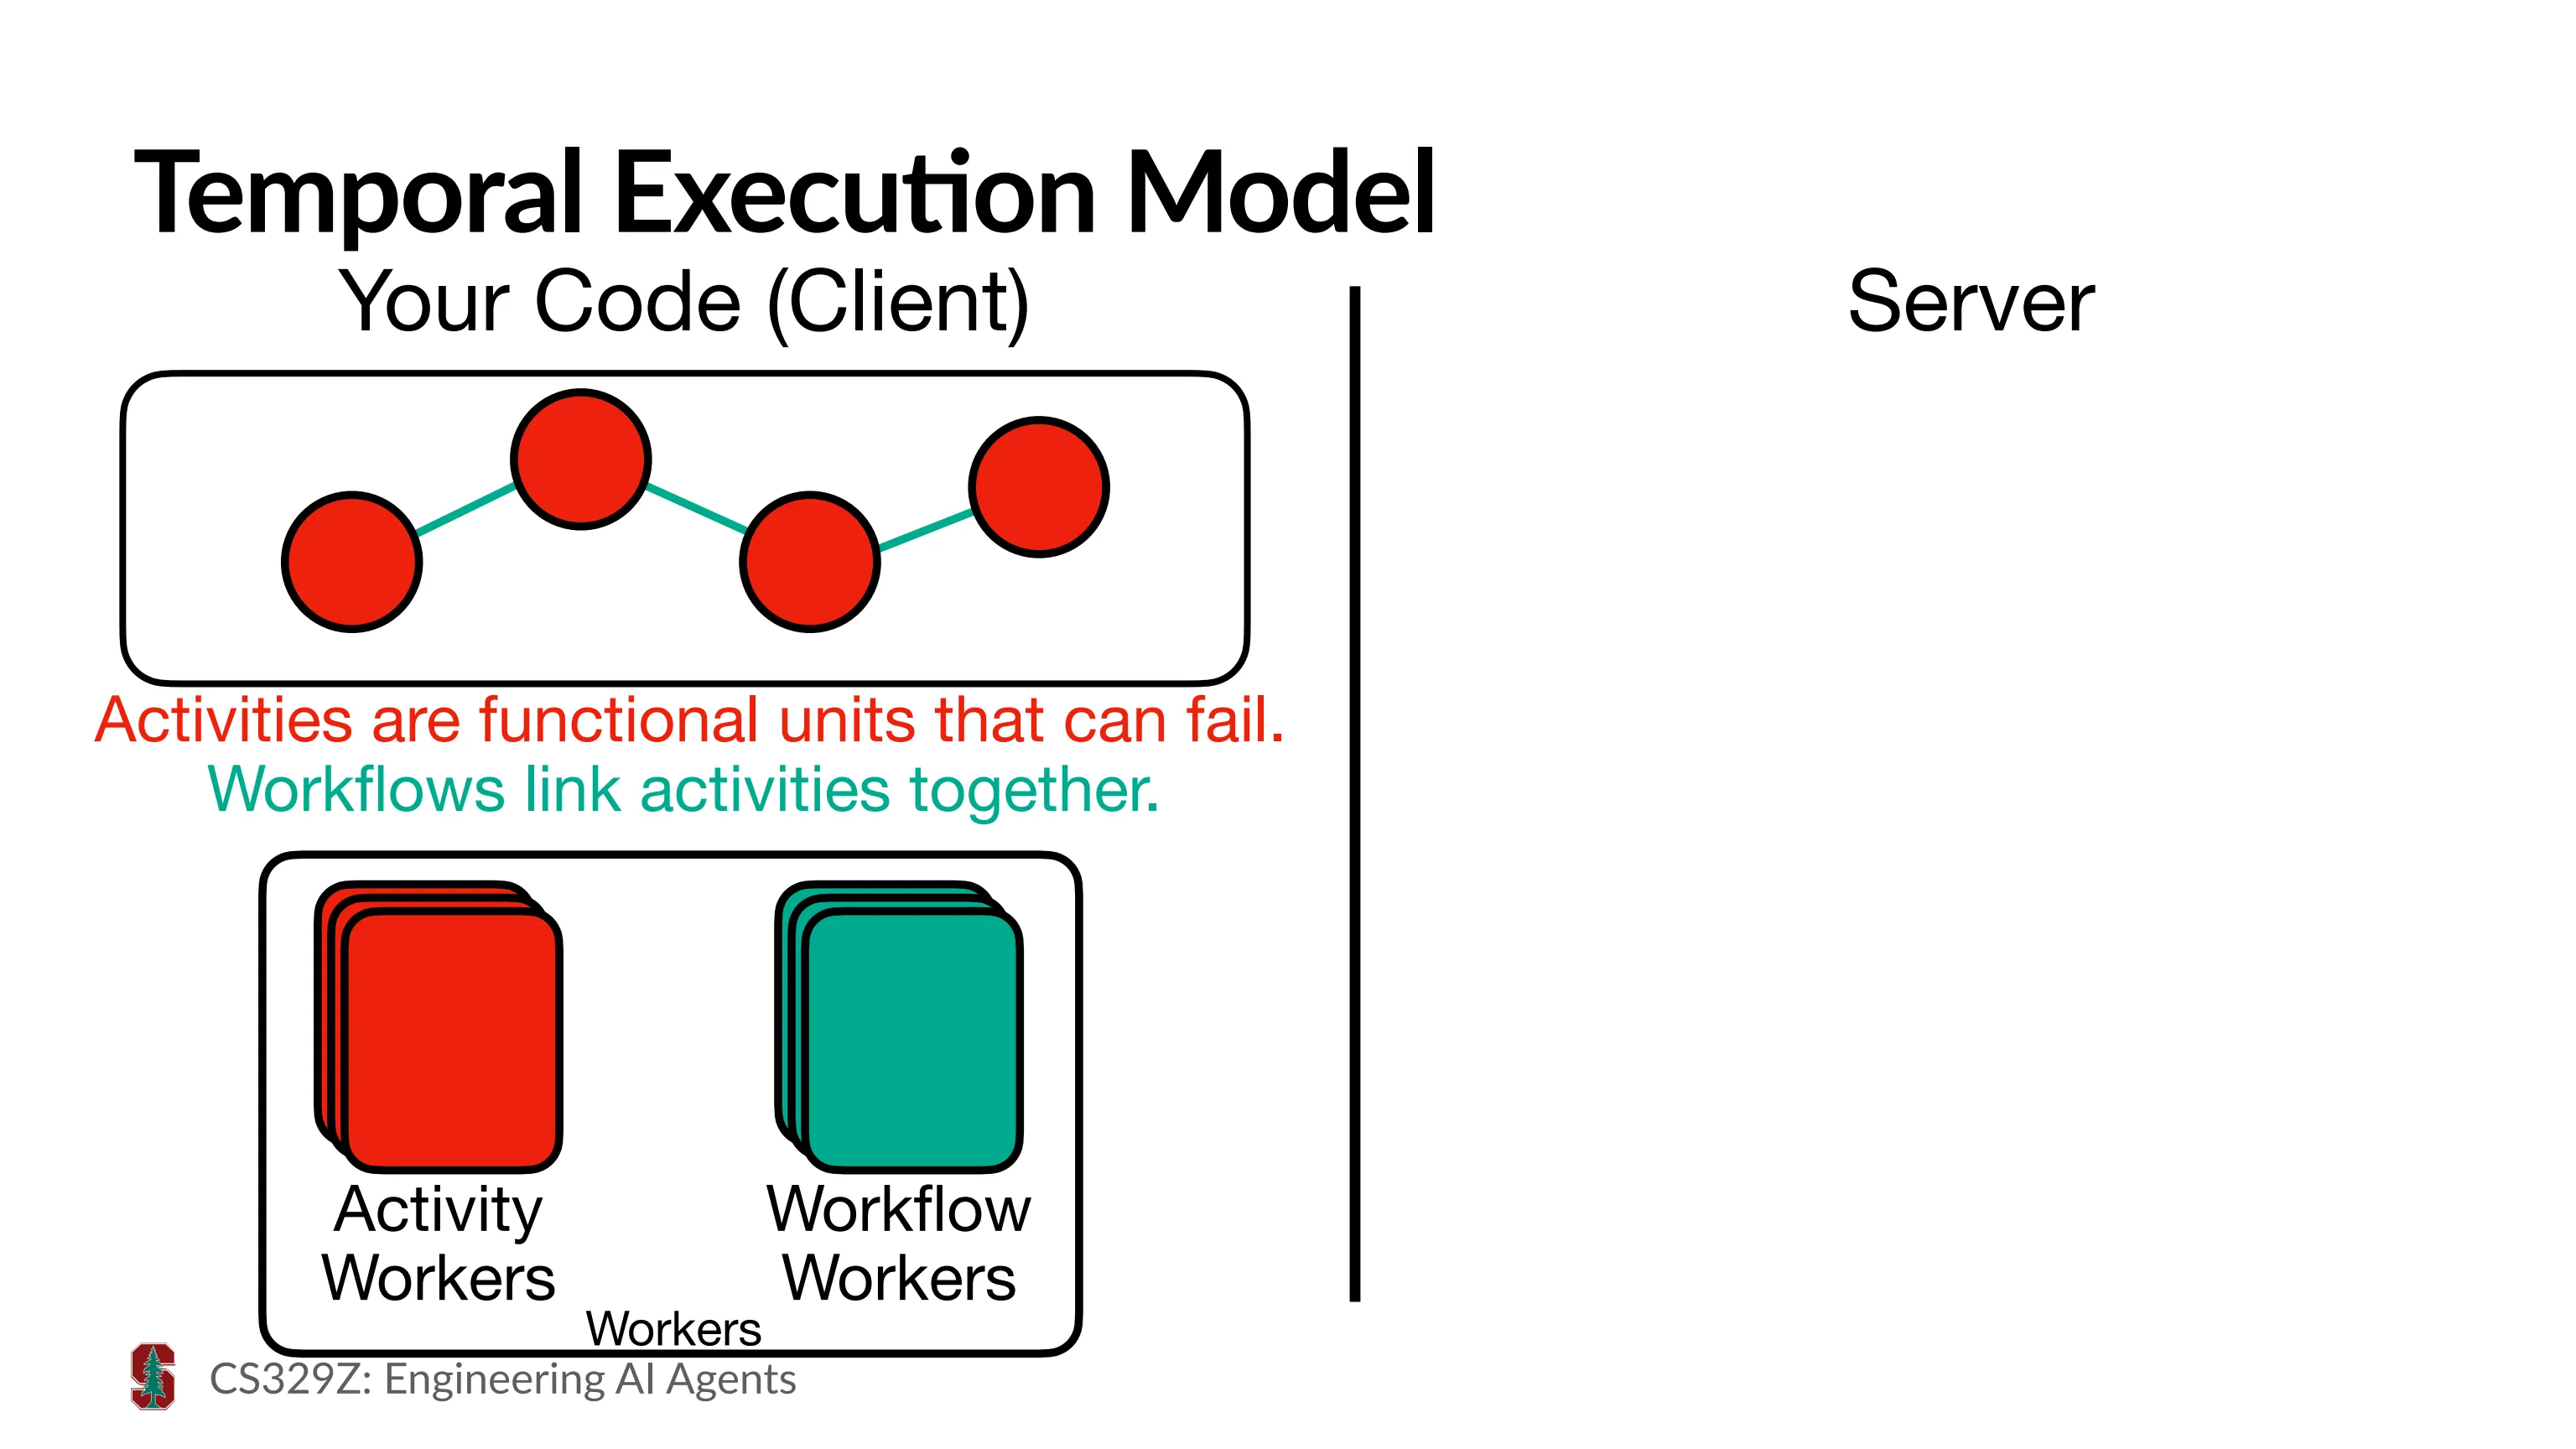 Temporal Execution Model
Your Code (Client)
Server
Activities are functional units that can fail.
Workflows link activities together.
Activity
Workers
Workflow
Workers
Workers
CS329Z: Engineering AI Agents